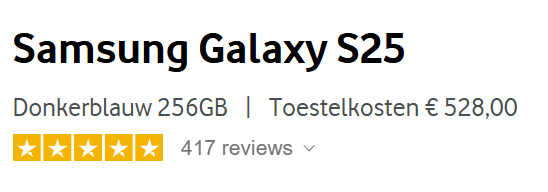 Samsung Galaxy S25
Donkerblauw 256GB | Toestelkosten € 528,00
417 reviews